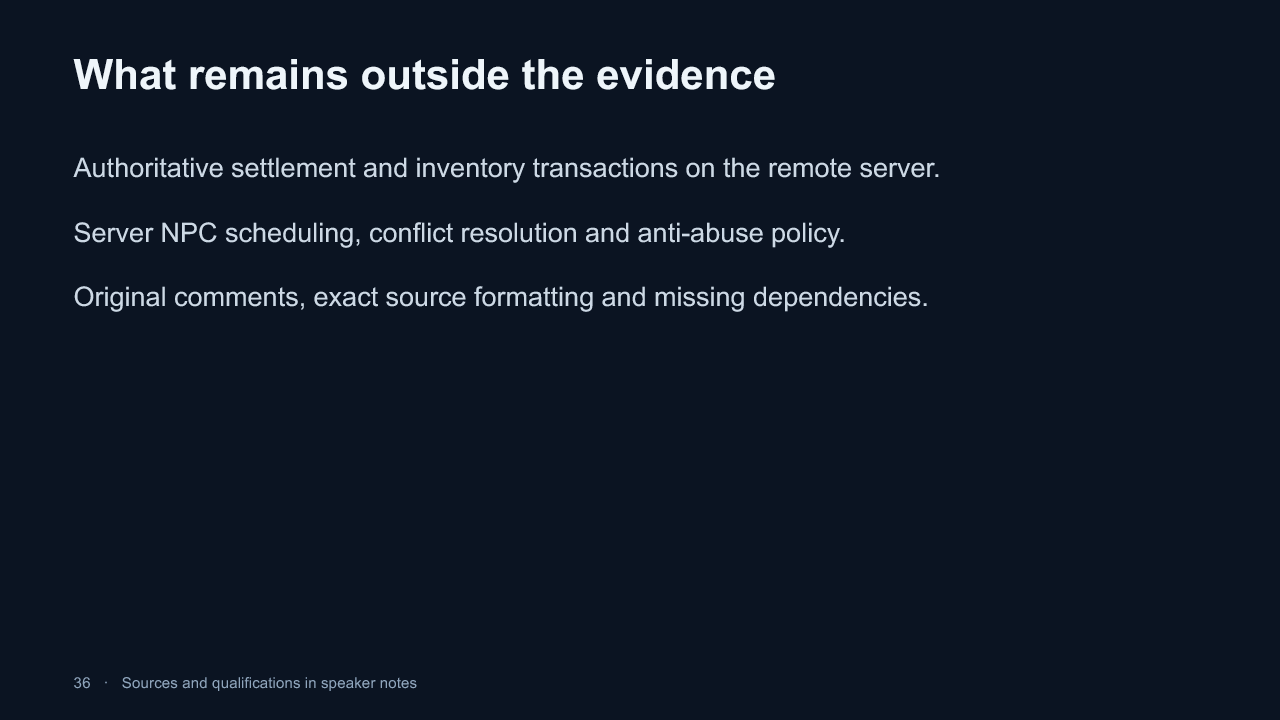 What remains outside the evidence
Authoritative settlement and inventory transactions on the remote server.
Server NPC scheduling, conflict resolution and anti-abuse policy.
Original comments, exact source formatting and missing dependencies.
36 · Sources and qualifications in speaker notes